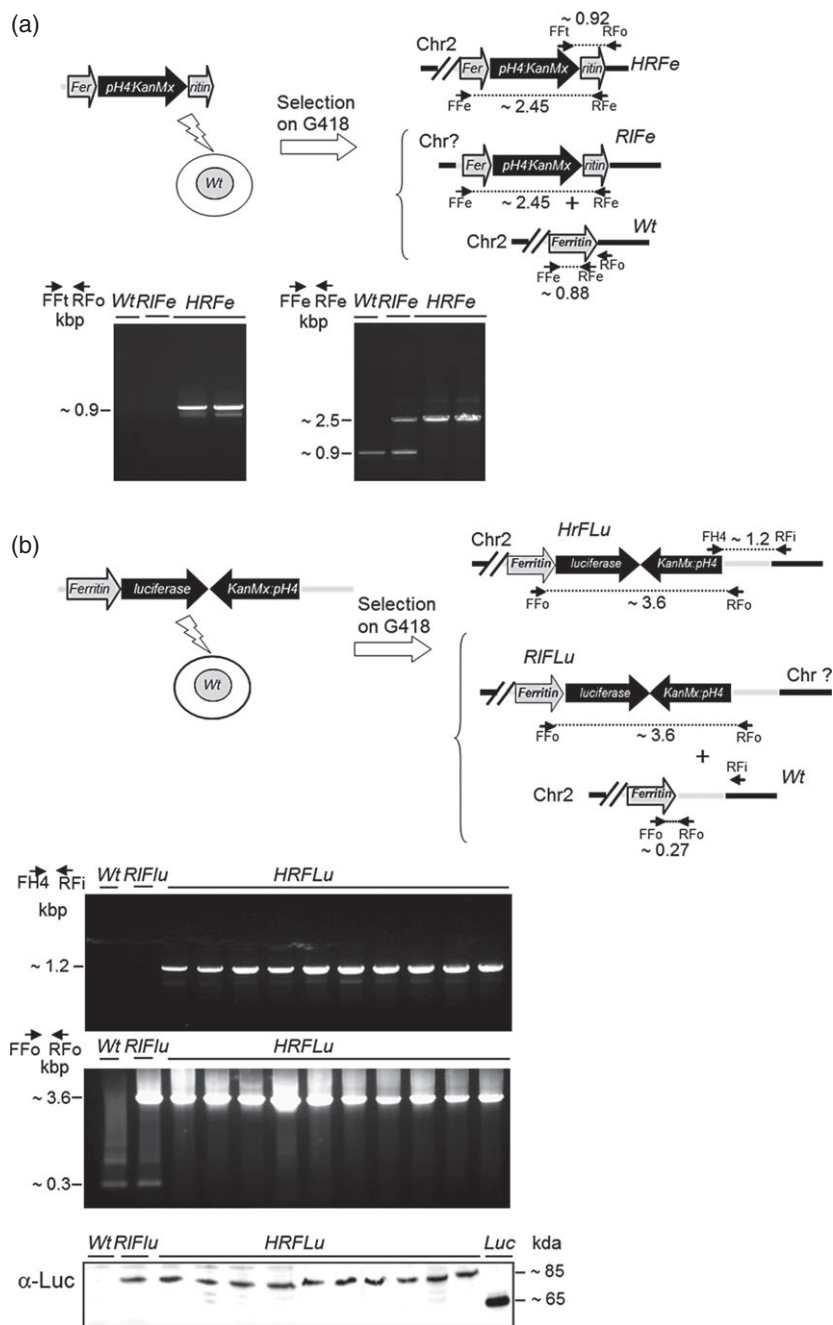 (a)
Fer pH4:KanMx ritin
Wt
Selection
on G418
~ 0.92
FFt RFo
Chr2
Fer pH4:KanMx ritin HRFe
FFe ~ 2.45 RFe
Chr?
Fer pH4:KanMx ritin RIFe
FFe ~ 2.45 + RFe
Chr2 Ferritin Wt
FFe RFe RFo
~ 0.88
FFt RFo
kbp
Wt RIFe HRFe
~ 0.9
FFe RFe
kbp
Wt RIFe HRFe
~ 2.5
~ 0.9
(b)
Ferritin luciferase KanMx:pH4
Wt
Selection
on G418
HrFLu
Chr2 FH4 ~ 1.2 RFi
Ferritin luciferase KanMx:pH4
FFo ~ 3.6 RFo
RIFLu
Chr ?
Ferritin luciferase KanMx:pH4
FFo ~ 3.6 RFo
+
RFi
Chr2 Ferritin Wt
FFo RFo
~ 0.27
FH4 RFi
kbp
Wt RIFlu HRFLu
~ 1.2
FFo RFo
kbp
Wt RIFlu HRFLu
~ 3.6
~ 0.3
Wt RIFlu HRFLu Luc kda
α-Luc
~ 85
~ 65